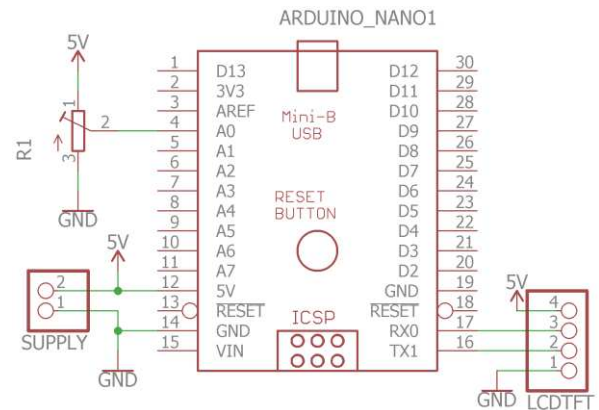 ARDUINO_NANO1
5V
1
2
3
R1
GND
1 D13
2 3V3
3 AREF
4 A0
5 A1
6 A2
7 A3
8 A4
9 A5
10 A6
11 A7
12 5V
13 RESET
14 GND
15 VIN
Mini-B
USB
RESET
BUTTON
ICSP
D12 30
D11 29
D10 28
D9 27
D8 26
D7 25
D6 24
D5 23
D4 22
D3 21
D2 20
GND 19
RESET 18
RX0 17
TX1 16
5V
2
1
SUPPLY
GND
5V
4
3
2
1
GND
LCDTFT